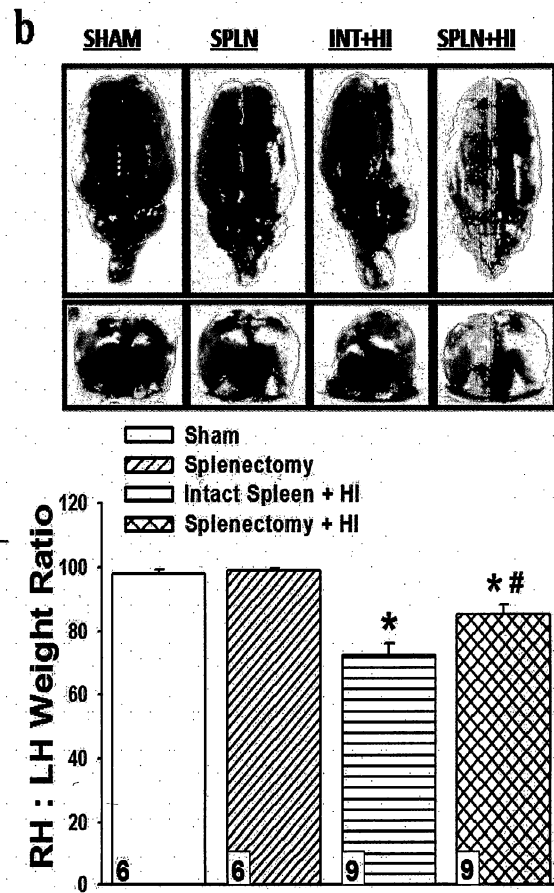 b
SHAM SPLN INT+HI SPLN+HI
Sham
Splenectomy
Intact Spleen + HI
Splenectomy + HI
RH : LH Weight Ratio
120
100
80
60
40
20
0
*
* #
6 6 9 9